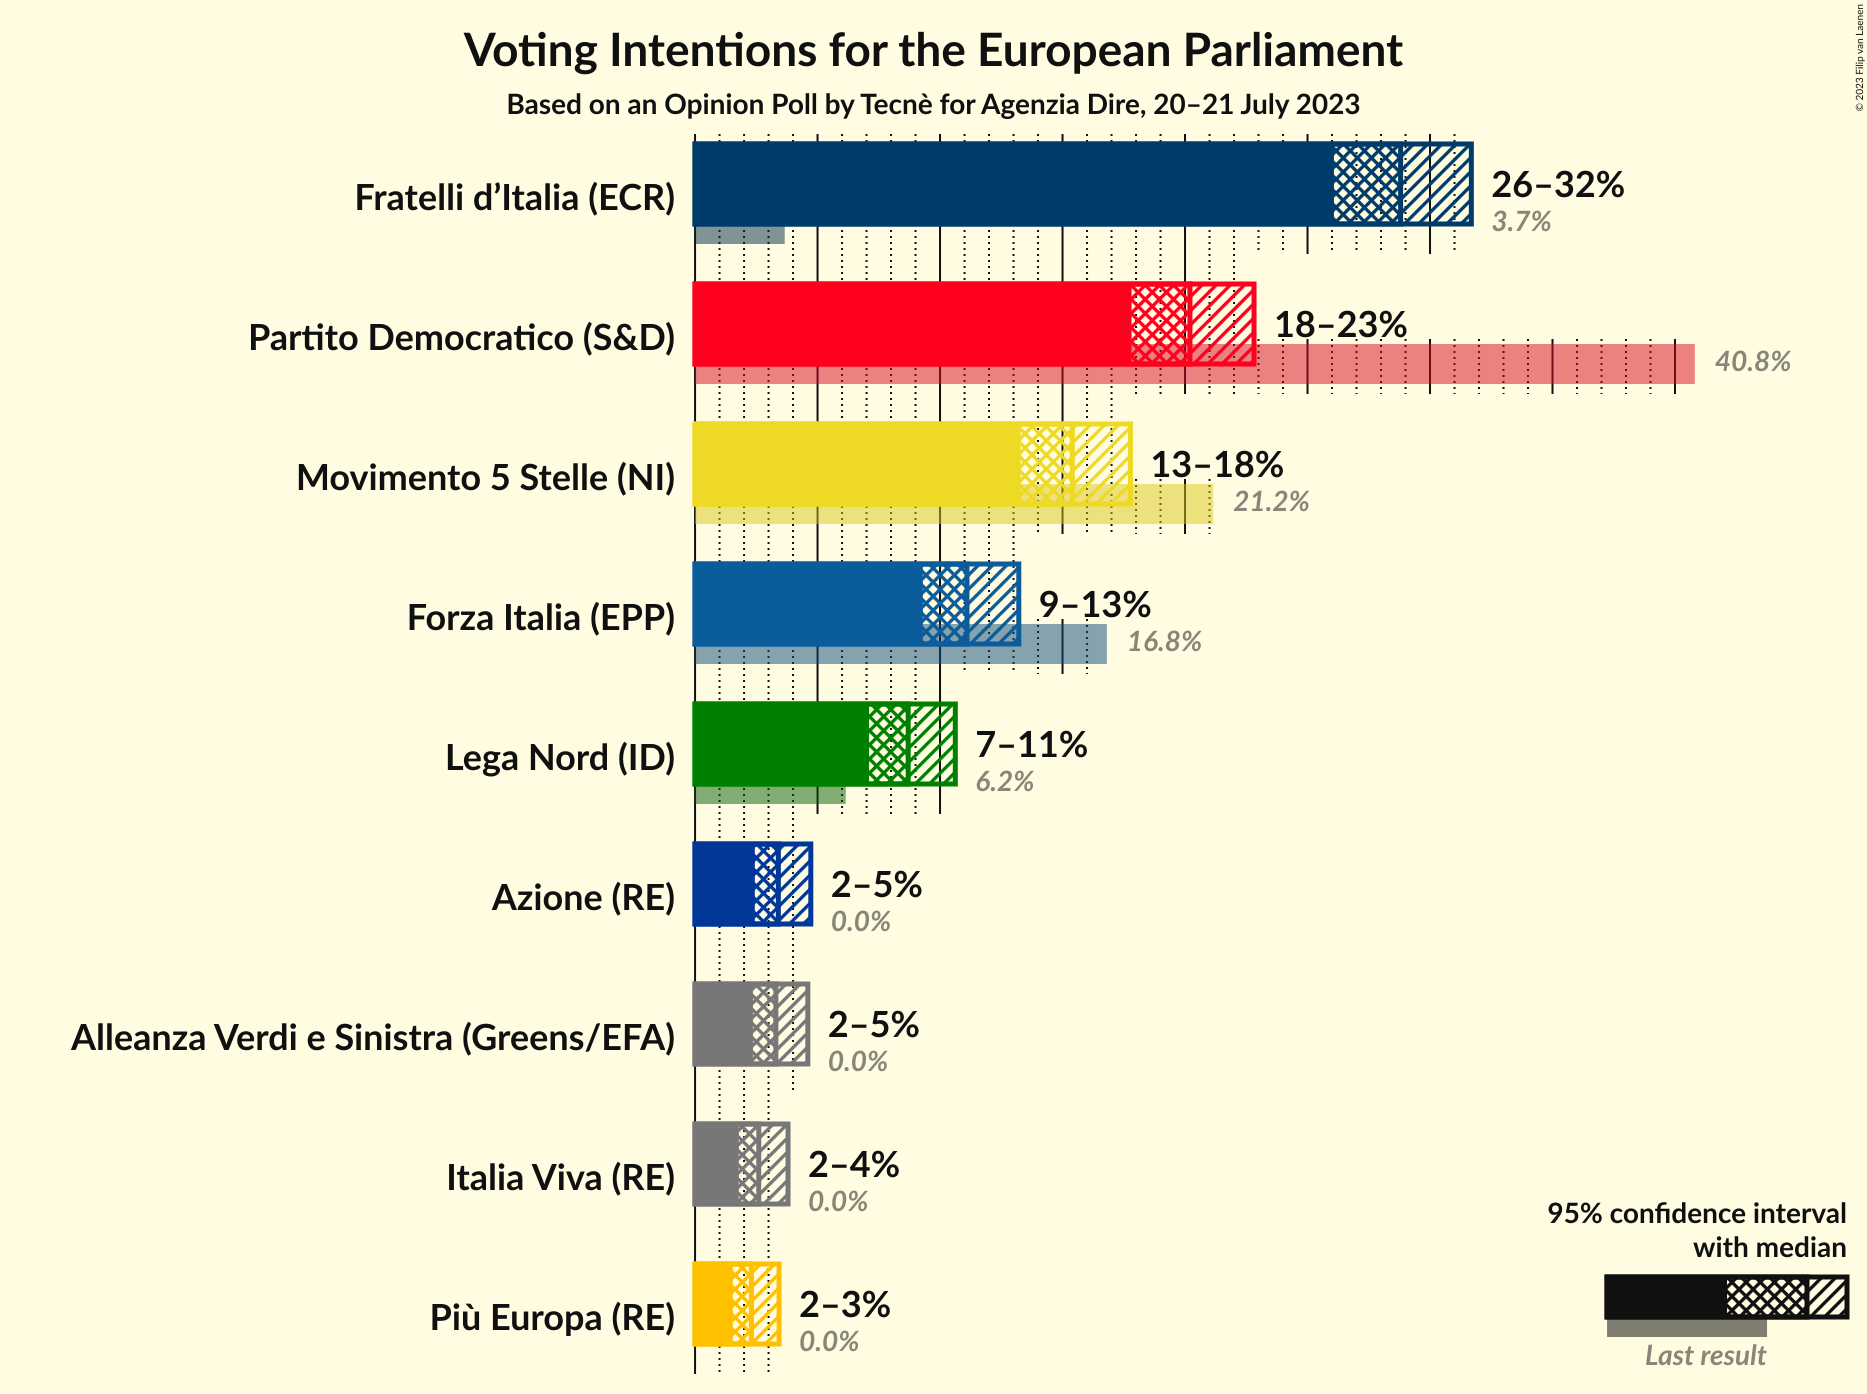 Voting Intentions for the European Parliament
Based on an Opinion Poll by Tecnè for Agenzia Dire, 20–21 July 2023
© 2023 Filip van Laenen
Fratelli d’Italia (ECR)
26–32%
3.7%
Partito Democratico (S&D)
18–23%
40.8%
Movimento 5 Stelle (NI)
13–18%
21.2%
Forza Italia (EPP)
9–13%
16.8%
Lega Nord (ID)
7–11%
6.2%
Azione (RE)
2–5%
0.0%
Alleanza Verdi e Sinistra (Greens/EFA)
2–5%
0.0%
Italia Viva (RE)
2–4%
0.0%
Più Europa (RE)
2–3%
0.0%
95% confidence interval
with median
Last result